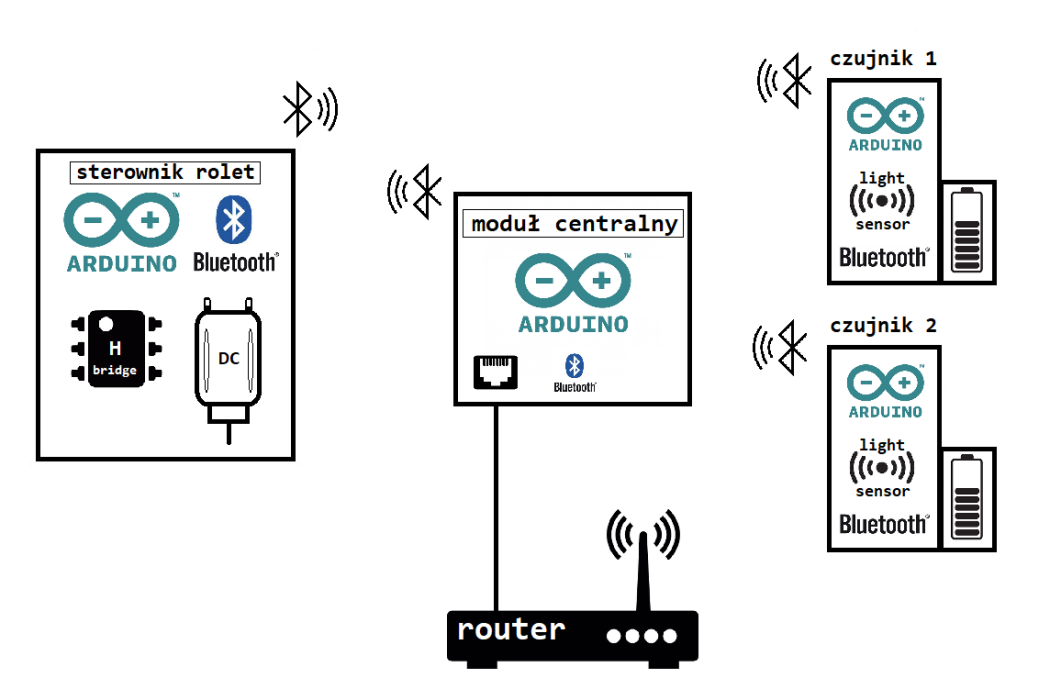 sterownik rolet
ARDUINO
Bluetooth
H
bridge
DC
moduł centralny
ARDUINO
Bluetooth
router
czujnik 1
ARDUINO
light
sensor
Bluetooth
czujnik 2
ARDUINO
light
sensor
Bluetooth